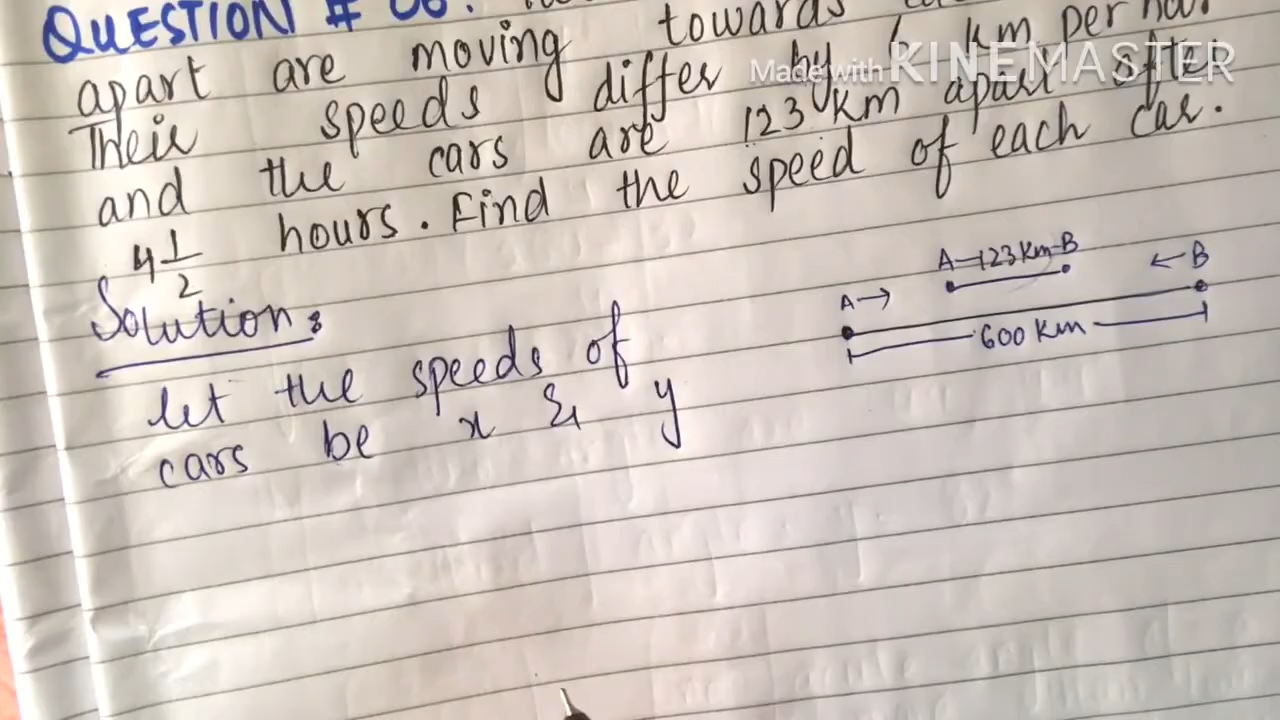 QUESTION # 06:
apart are moving towards
Their speeds differ by 6 km per
and the cars are 123 km apart
4 1/2 hours. Find the speed of each car.
Solution:
let the speeds of
cars be x & y
A→
A-123 Km-B
←B
600 Km
Made with KINEMASTER